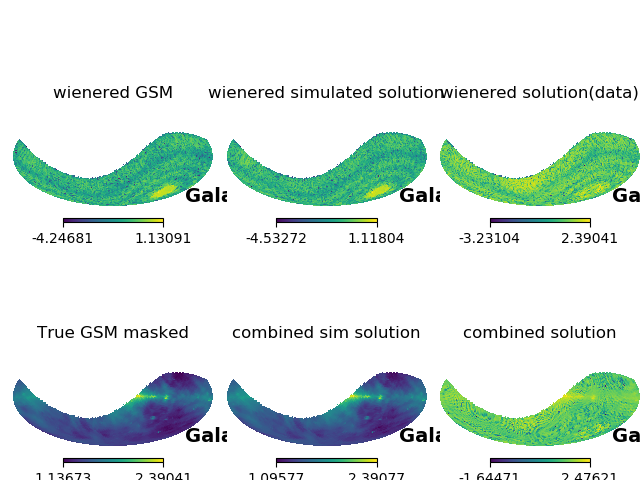 wienered GSM
wienered simulated solution
wienered solution(data)
Gala
Gala
Ga
-4.24681 1.13091
-4.53272 1.11804
-3.23104 2.39041
True GSM masked
combined sim solution
combined solution
Gala
Gala
Ga
1.13673 2.39041
1.09577 2.39077
-1.64471 2.47621